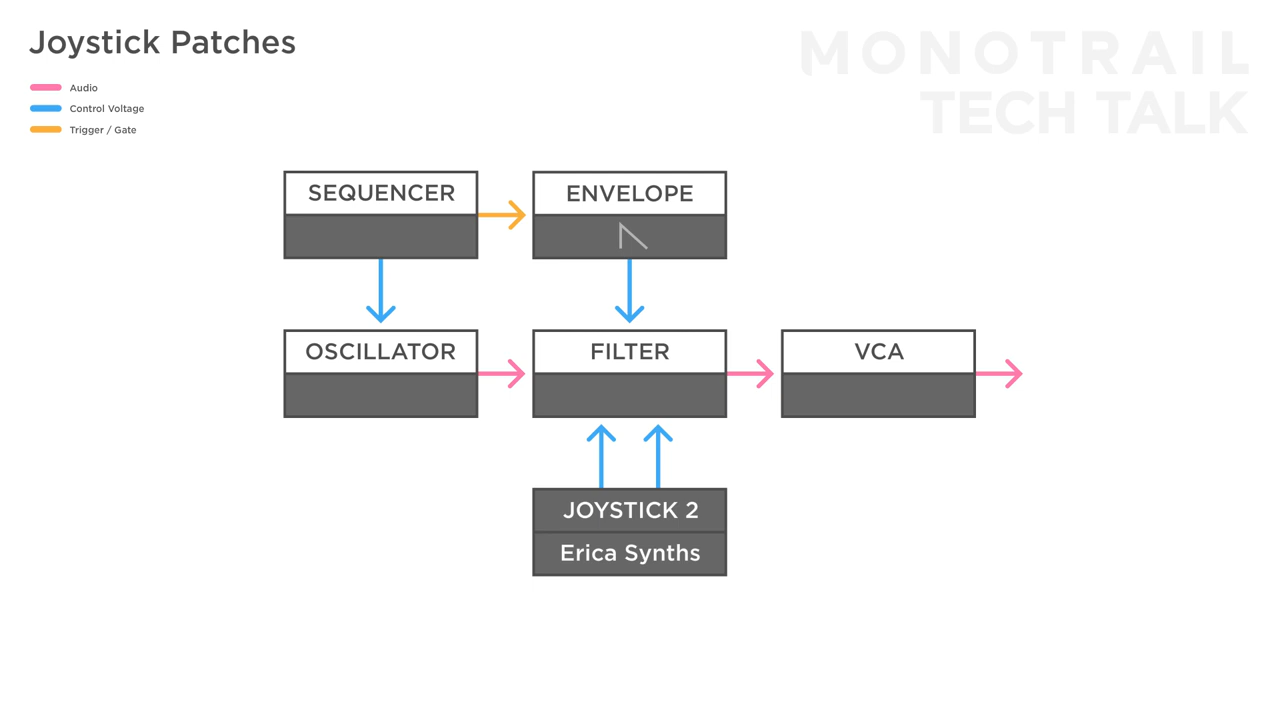 Joystick Patches
MONOTRAIL
TECH TALK
Audio
Control Voltage
Trigger / Gate
SEQUENCER
ENVELOPE
OSCILLATOR
FILTER
VCA
JOYSTICK 2
Erica Synths